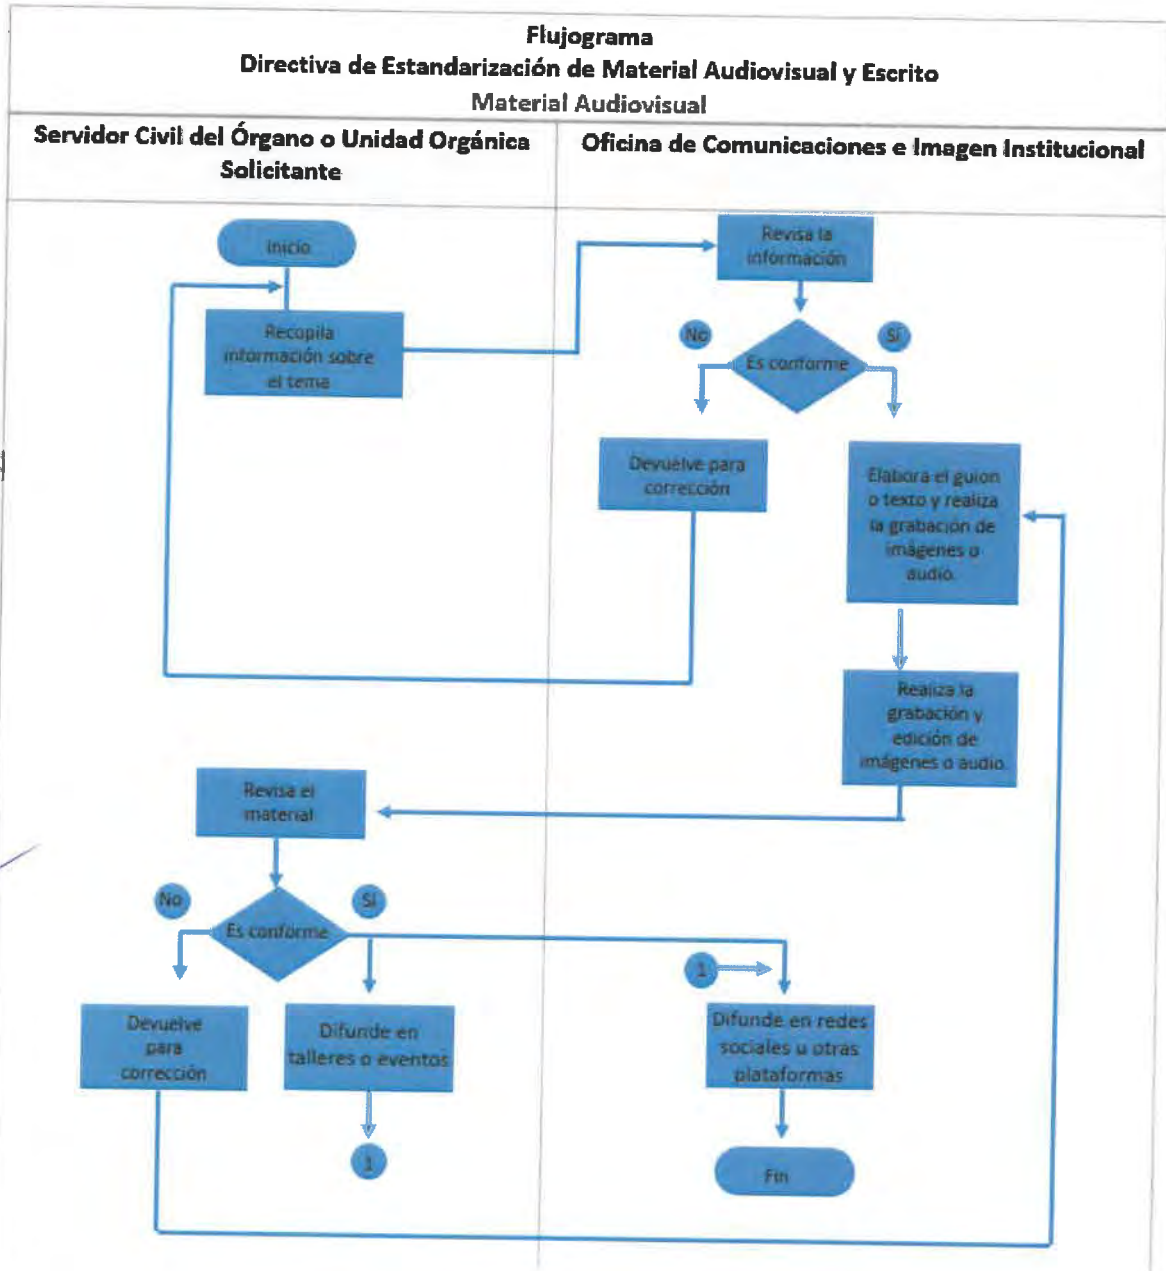 Flujograma
Directiva de Estandarización de Material Audiovisual y Escrito
Material Audiovisual
Servidor Civil del Órgano o Unidad Orgánica
Solicitante
Oficina de Comunicaciones e Imagen Institucional
Inicio
Recopila
información sobre
el tema
Revisa la
información
No
Si
Es conforme
Devuelve para
corrección
Elabora el guion
o texto y realiza
la grabación de
imágenes o
audio.
Realiza la
grabación y
edición de
imágenes o audio.
Revisa el
material
No
Si
Es conforme
1
Devuelve
para
corrección
Difunde en
talleres o eventos
Difunde en redes
sociales u otras
plataformas
1
Fin